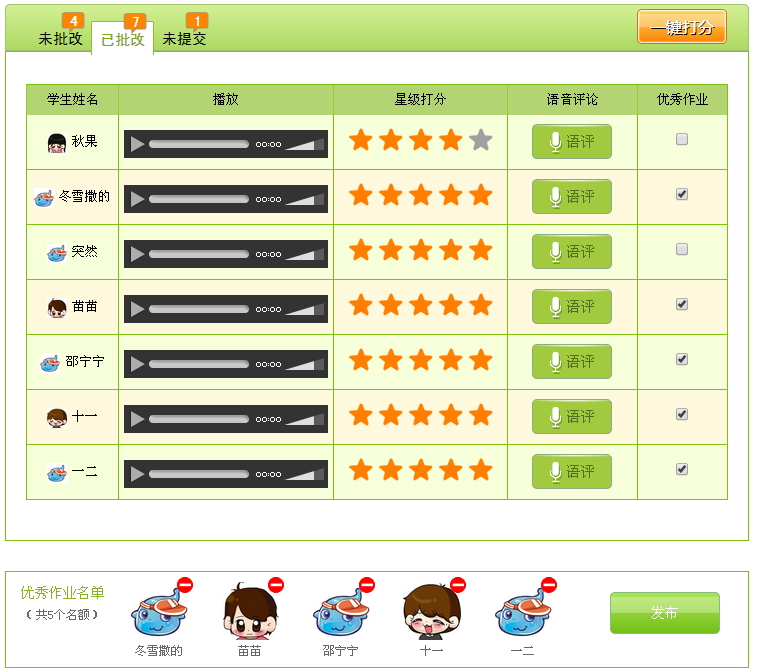 4 7 1
未批改 已批改 未提交 一键打分
学生姓名 播放 星级打分 语音评论 优秀作业
秋果 00:00 语评
冬雪撒的 00:00 语评
突然 00:00 语评
苗苗 00:00 语评
邵宁宁 00:00 语评
十一 00:00 语评
一二 00:00 语评
优秀作业名单
（共5个名额）
发布
冬雪撒的 苗苗 邵宁宁 十一 一二